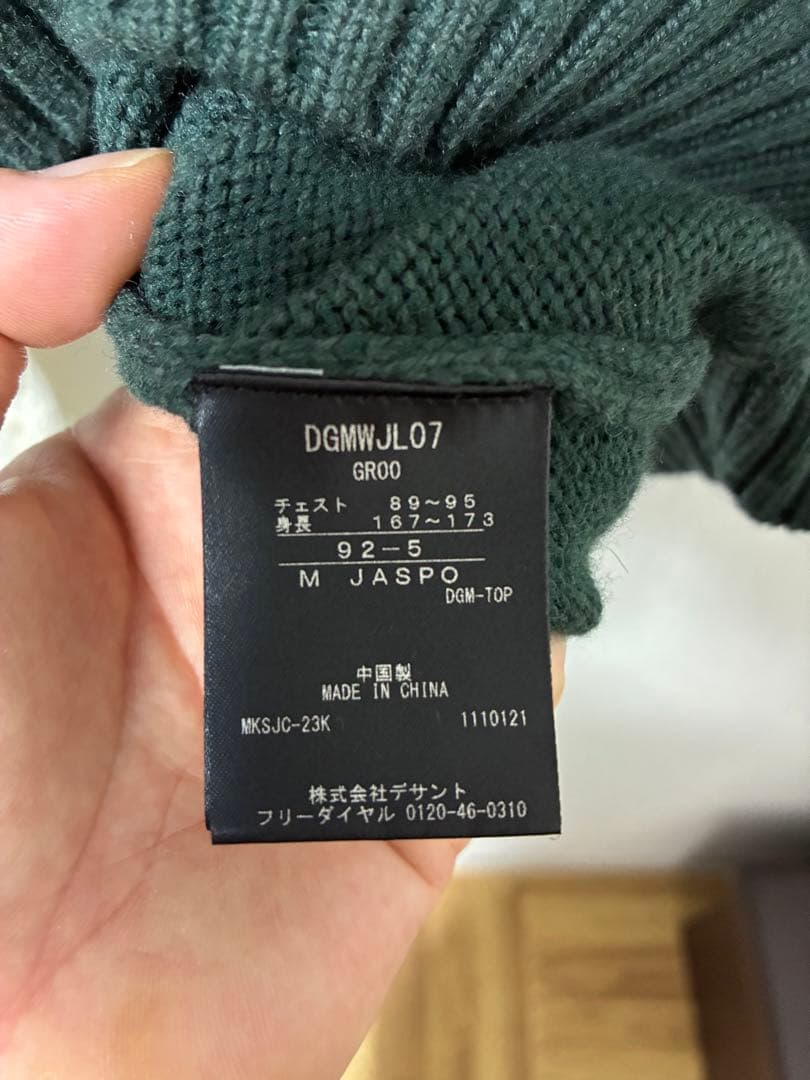 DGMWJL07
GR00
チェスト 89～95
身長 167～173
92-5
M JASPO
DGM-TOP
中国製
MADE IN CHINA
MKSJC-23K 1110121
株式会社デサント
フリーダイヤル 0120-46-0310